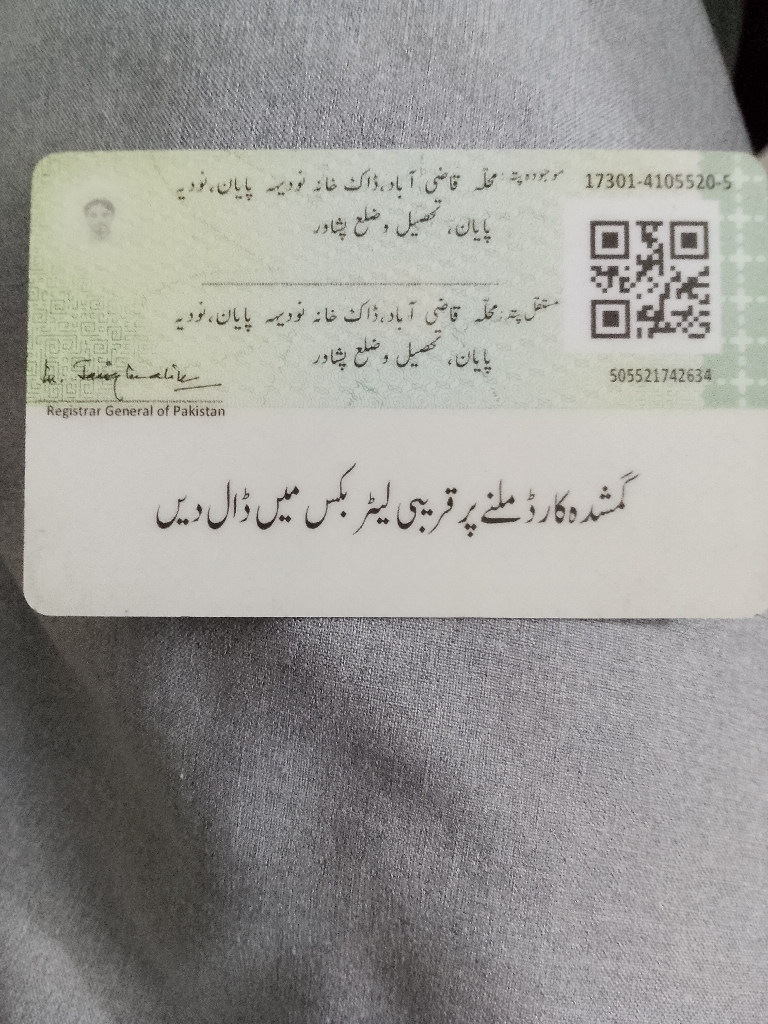 17301-4105520-5
موجودہ پتہ: محلہ قاضی آباد،ڈاک خانہ نودیہہ پایان،نودیہ
پایان، تحصیل و ضلع پشاور
مستقل پتہ: محلہ قاضی آباد،ڈاک خانہ نودیہہ پایان،نودیہ
پایان، تحصیل و ضلع پشاور
505521742634
Registrar General of Pakistan
گمشدہ کارڈ ملنے پر قریبی لیٹر بکس میں ڈال دیں